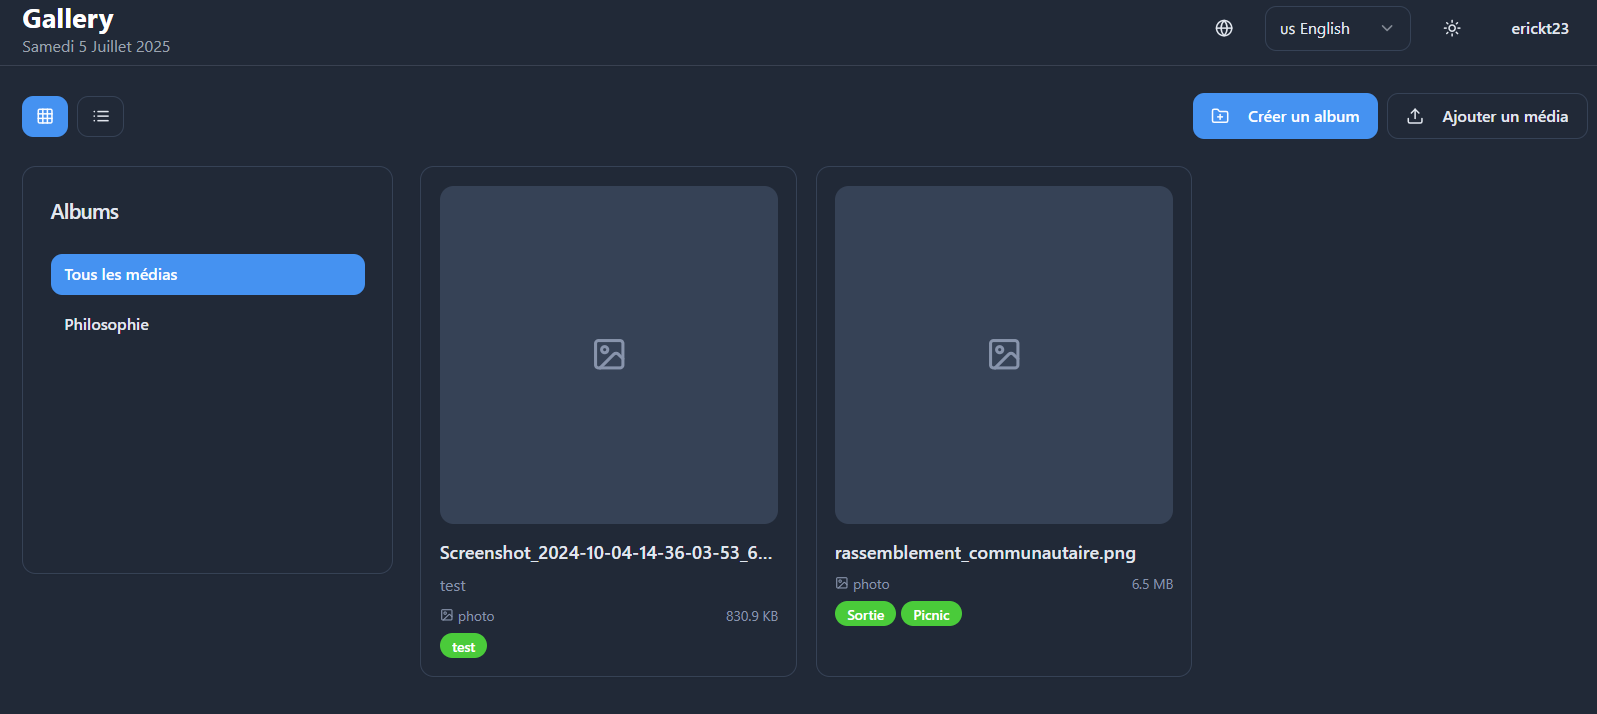 Gallery
Samedi 5 Juillet 2025
us English
erickt23
Créer un album
Ajouter un média
Albums
Tous les médias
Philosophie
Screenshot_2024-10-04-14-36-03-53_6...
test
photo
830.9 KB
test
rassemblement_communautaire.png
photo
6.5 MB
Sortie
Picnic